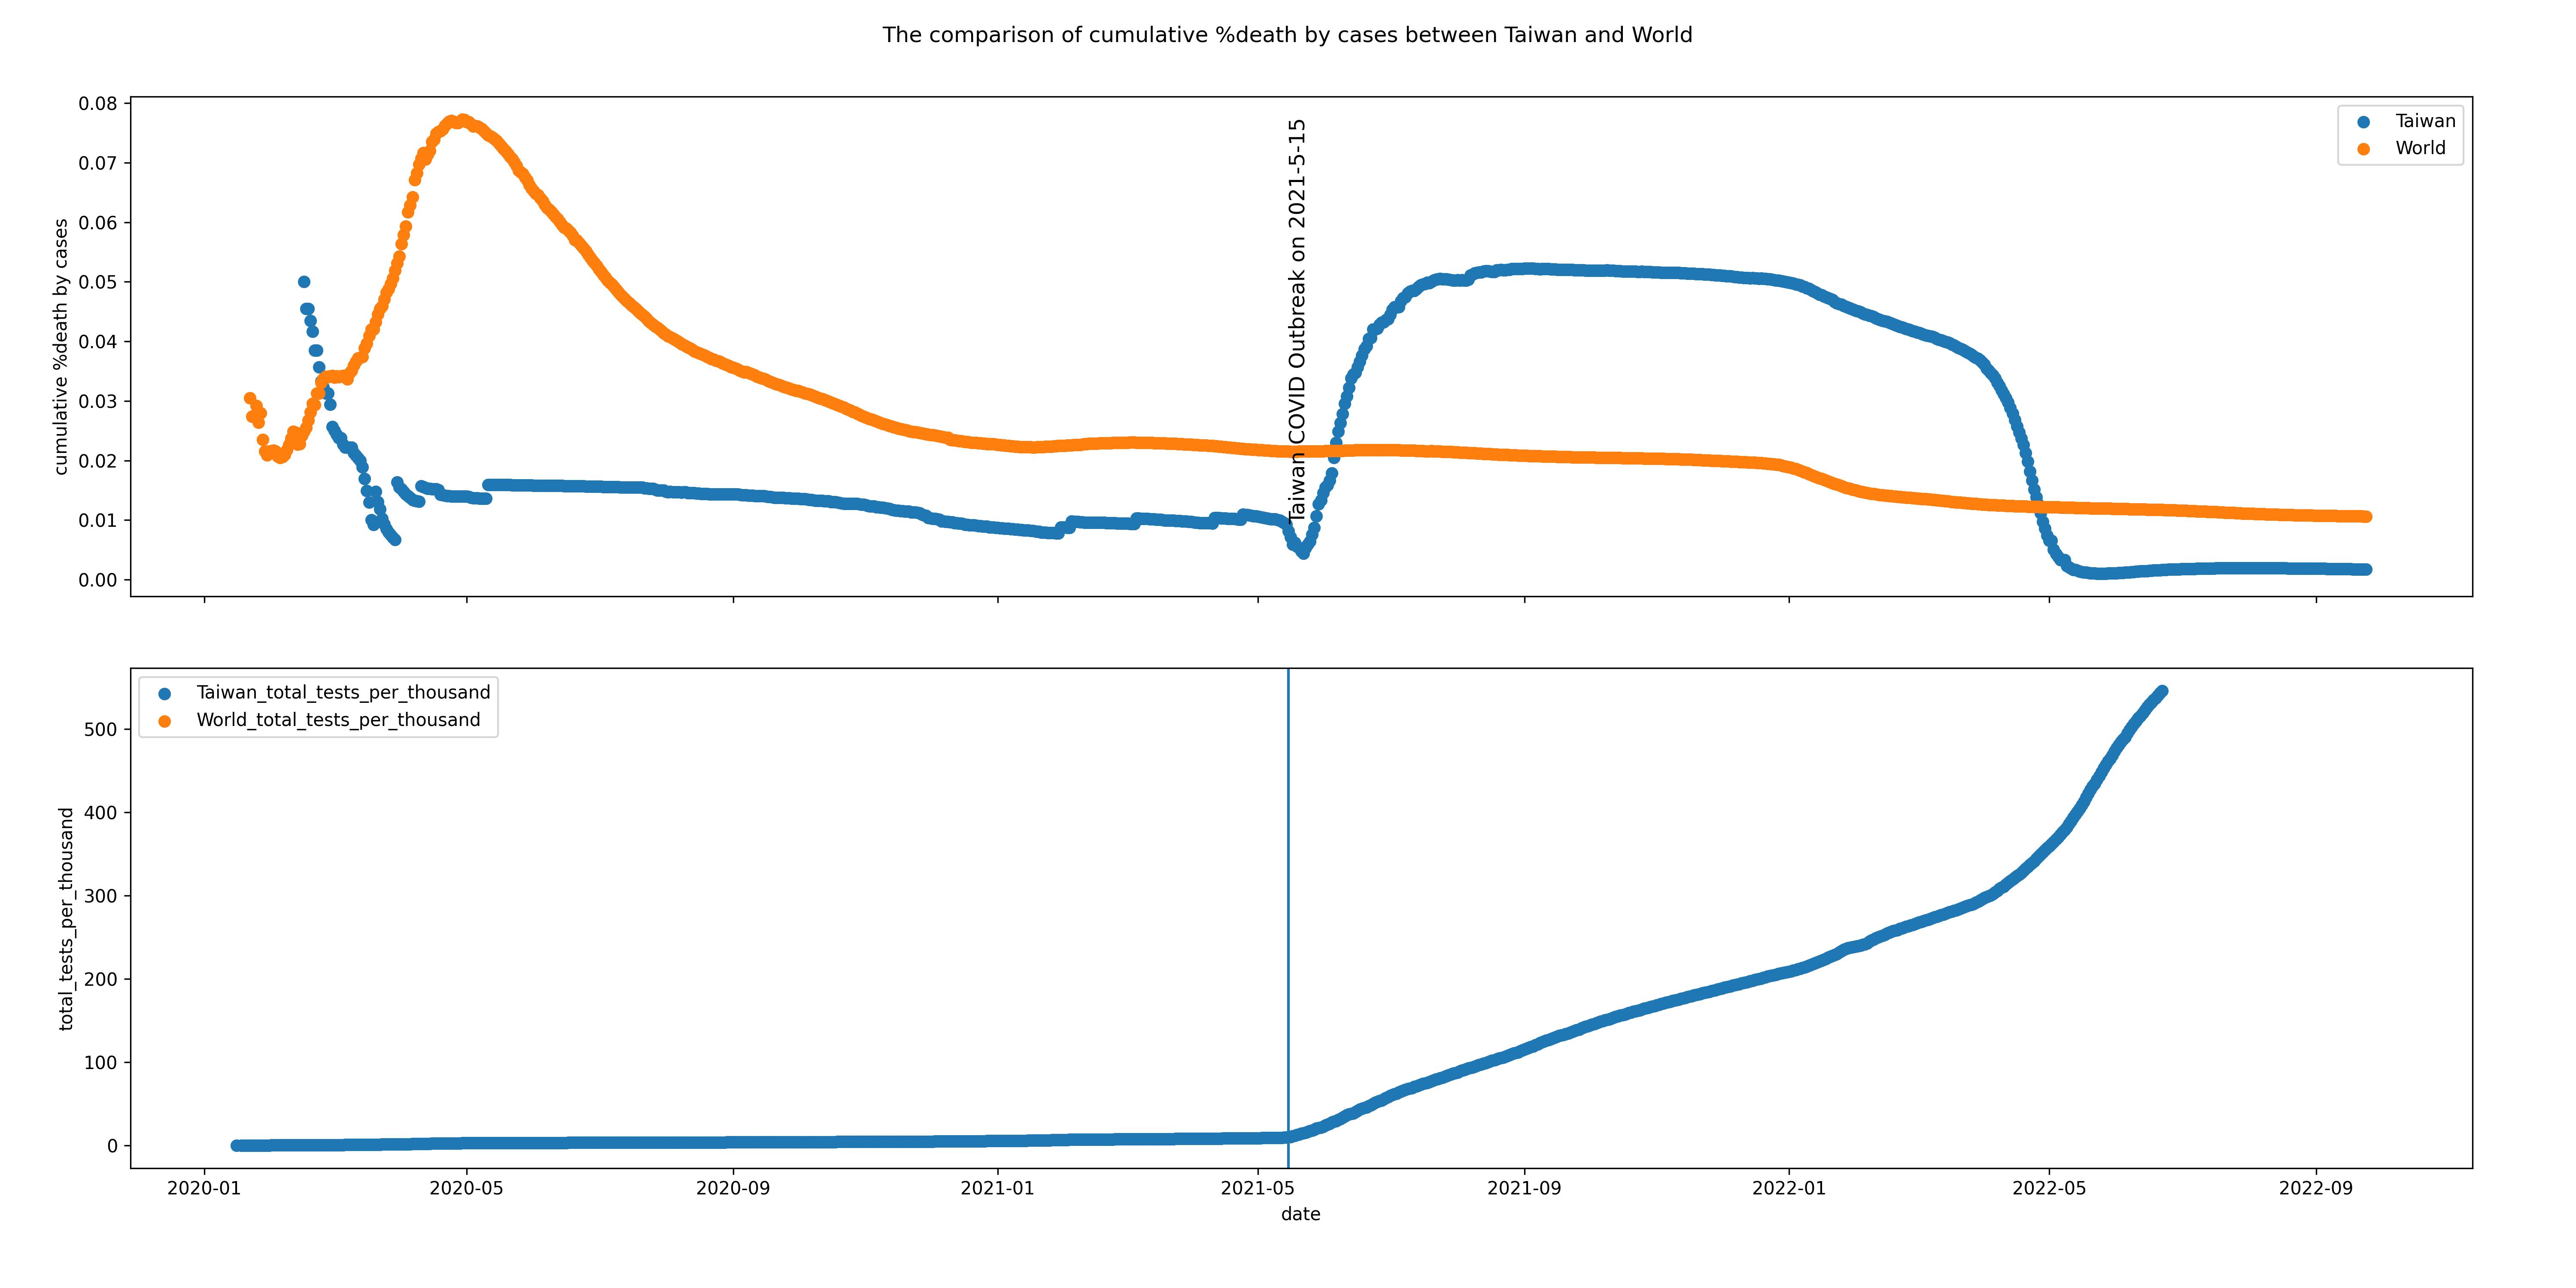 The comparison of cumulative %death by cases between Taiwan and World
0.08
0.07
0.06
0.05
0.04
0.03
0.02
0.01
0.00
cumulative %death by cases
Taiwan COVID Outbreak on 2021-5-15
Taiwan
World
Taiwan_total_tests_per_thousand
World_total_tests_per_thousand
500
400
300
200
100
0
total_tests_per_thousand
2020-01 2020-05 2020-09 2021-01 2021-05 2021-09 2022-01 2022-05 2022-09
date